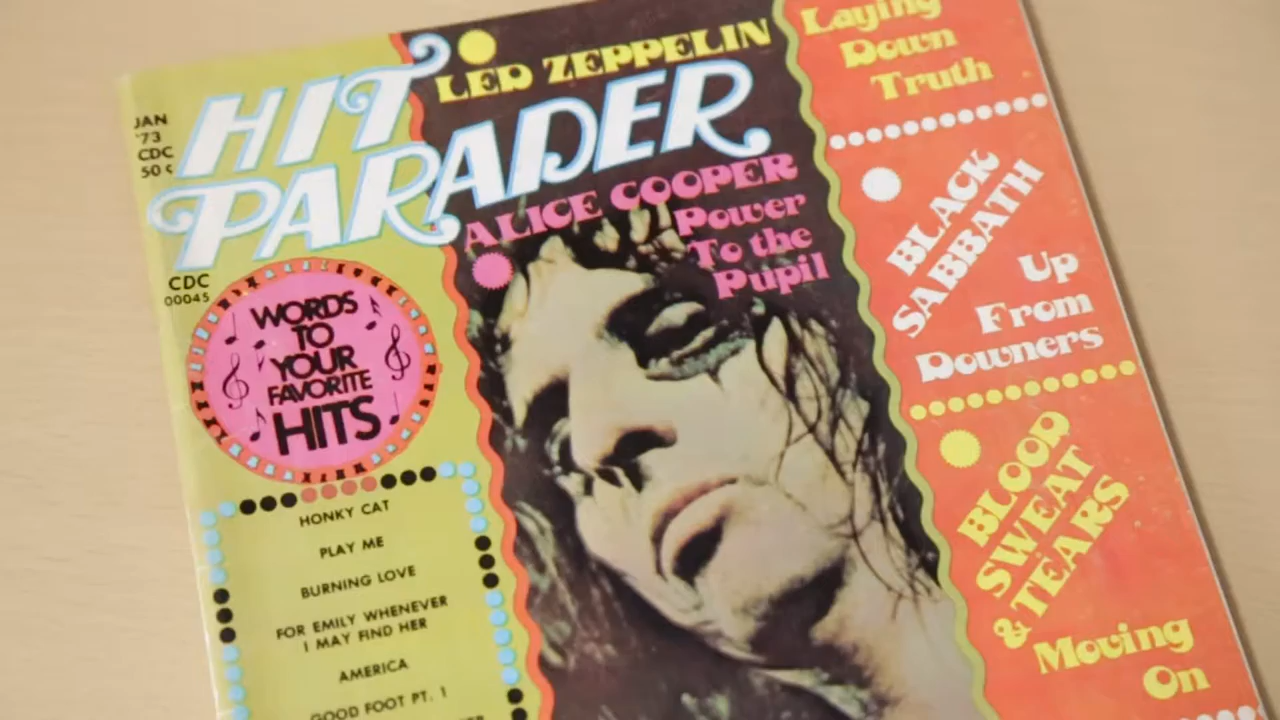 JAN
'73
CDC
50¢
HIT
PARADER
CDC
00045
WORDS
TO
YOUR
FAVORITE
HITS
HONKY CAT
PLAY ME
BURNING LOVE
FOR EMILY WHENEVER
I MAY FIND HER
AMERICA
GOOD FOOT PT. 1
LED ZEPPELIN
ALICE COOPER
Power
To the
Pupil
Laying
Down
Truth
BLACK
SABBATH
Up
From
Downers
BLOOD
SWEAT
& TEARS
Moving
On